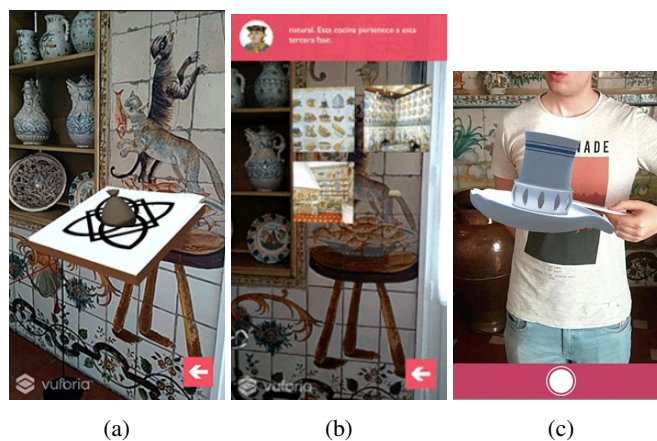 natural. Esta cocina pertenece a esta
tercera fase.
NADE
vuforia
vuforia
(a)
(b)
(c)